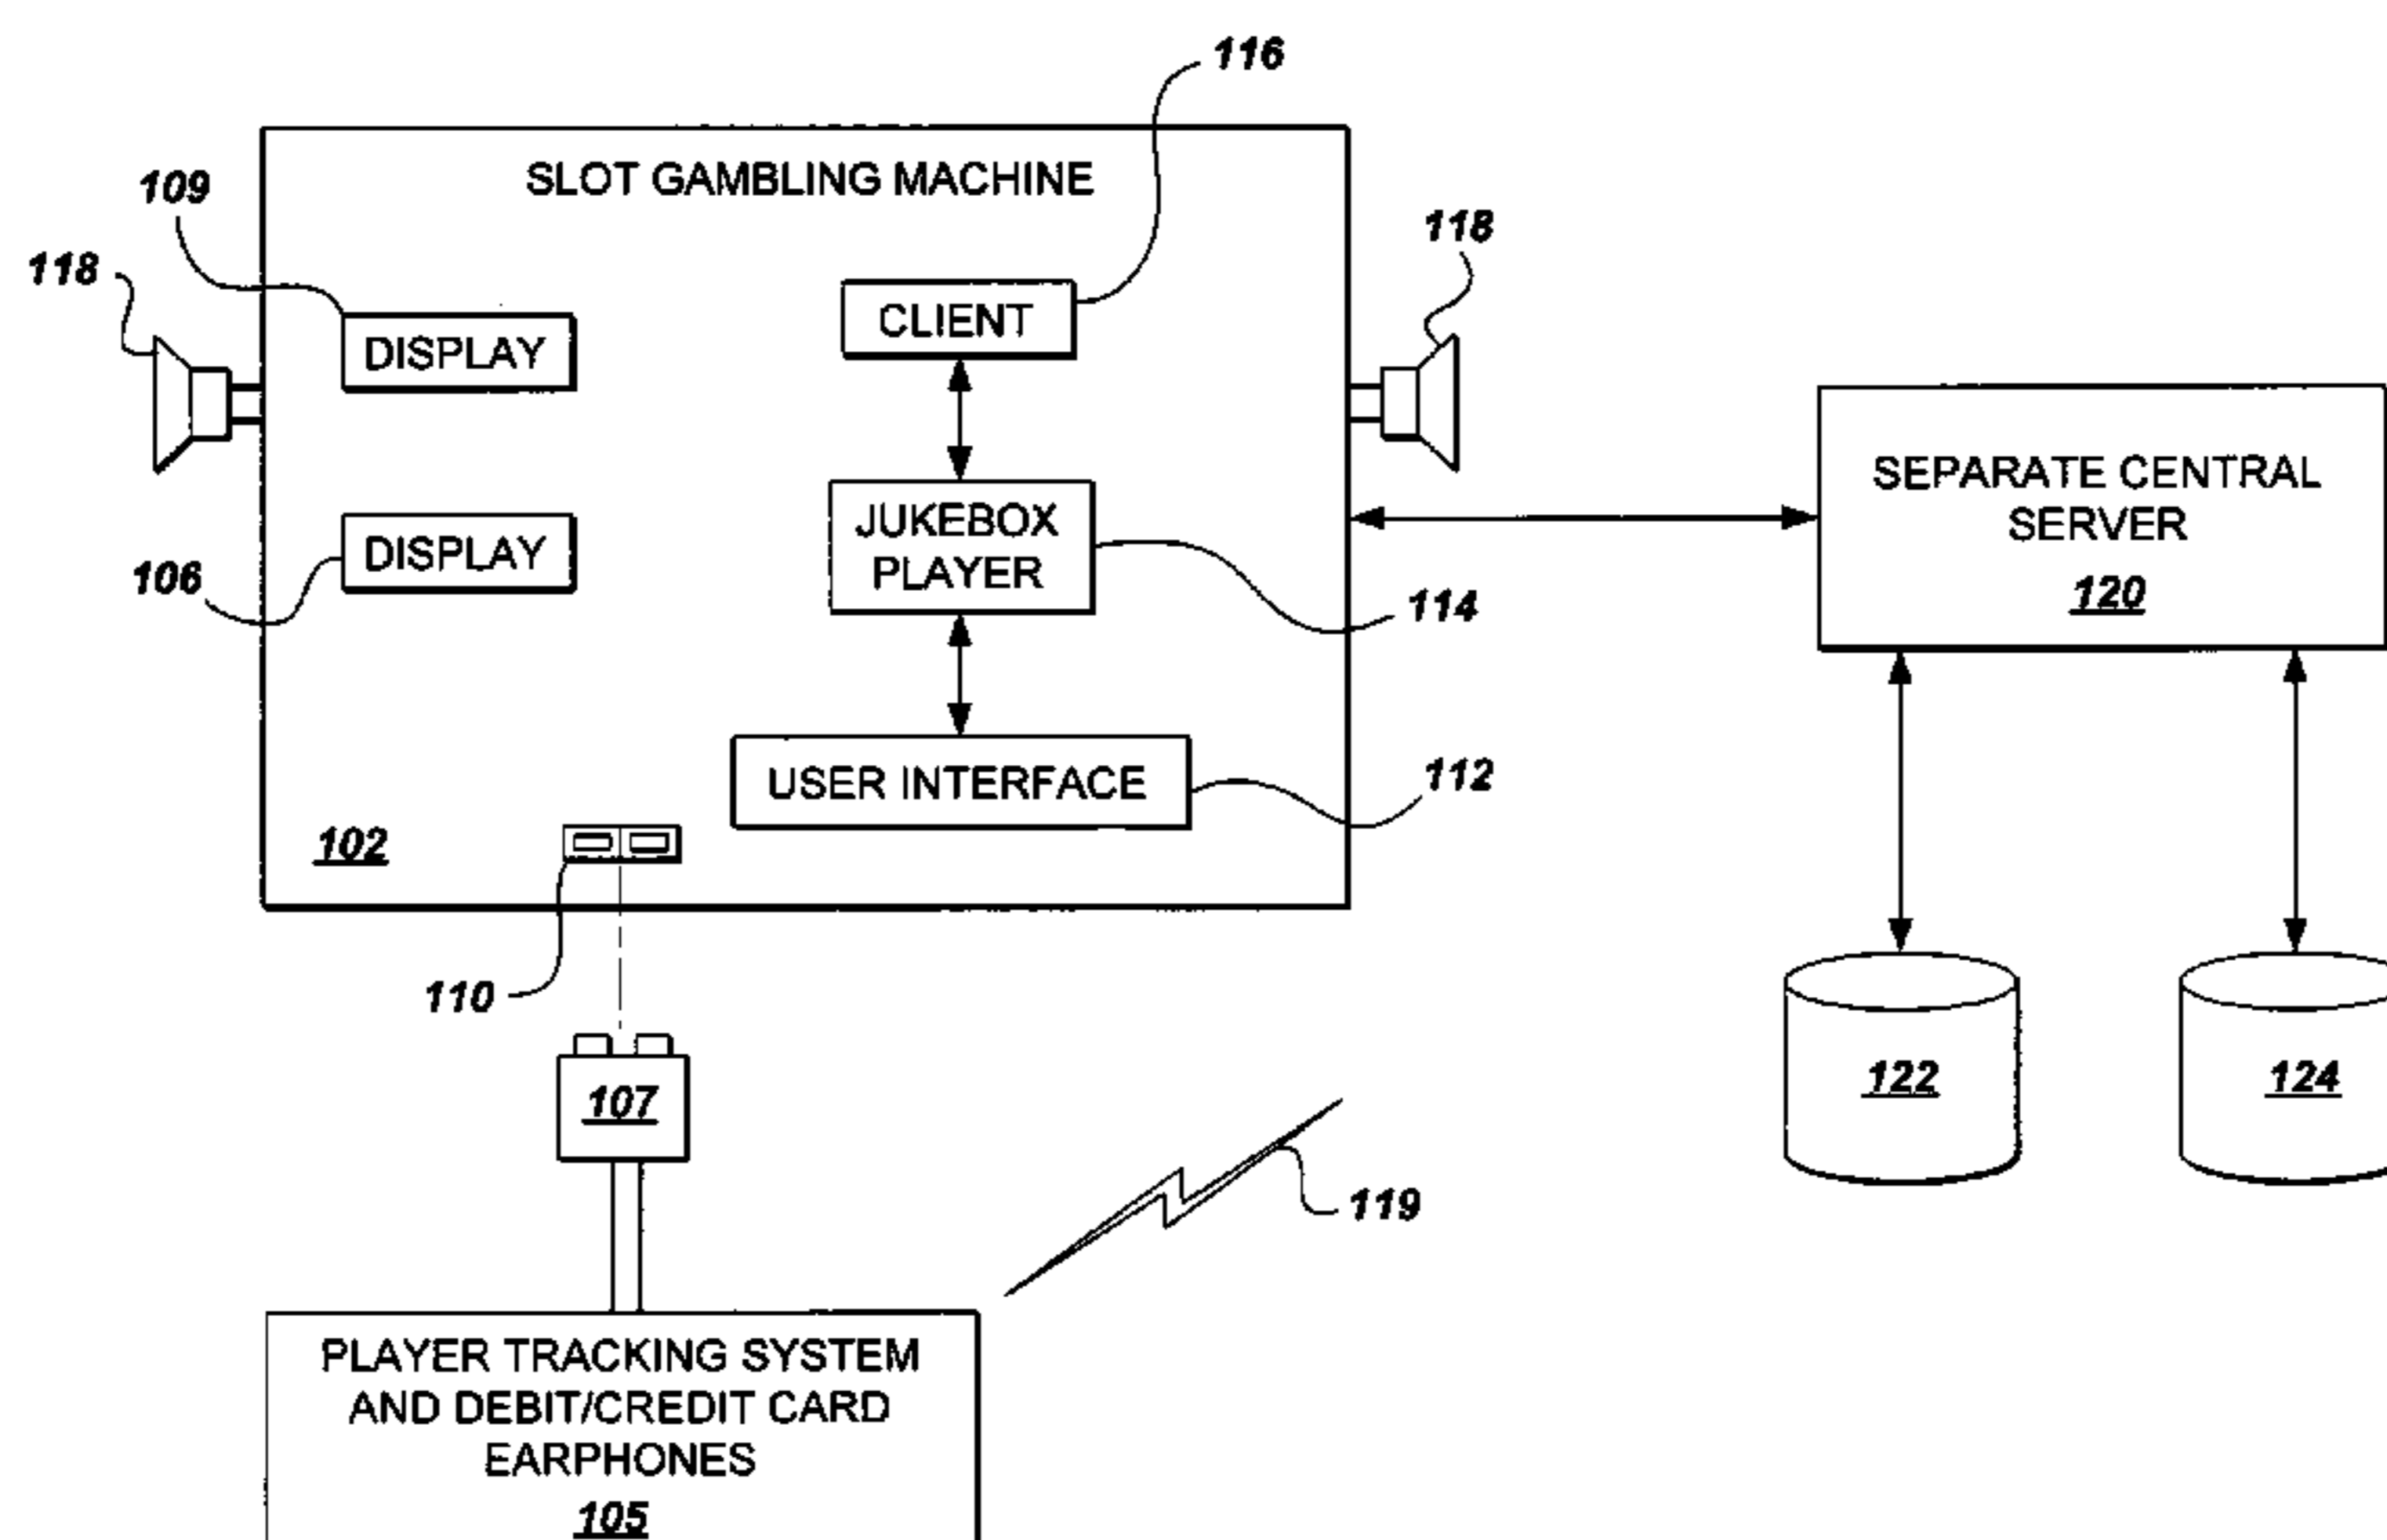 116
SLOT GAMBLING MACHINE
109
118
118
CLIENT
DISPLAY
SEPARATE CENTRAL
SERVER
120
JUKEBOX
PLAYER
DISPLAY
106
114
USER INTERFACE
112
102
110
107
122
124
119
PLAYER TRACKING SYSTEM
AND DEBIT/CREDIT CARD
EARPHONES
105